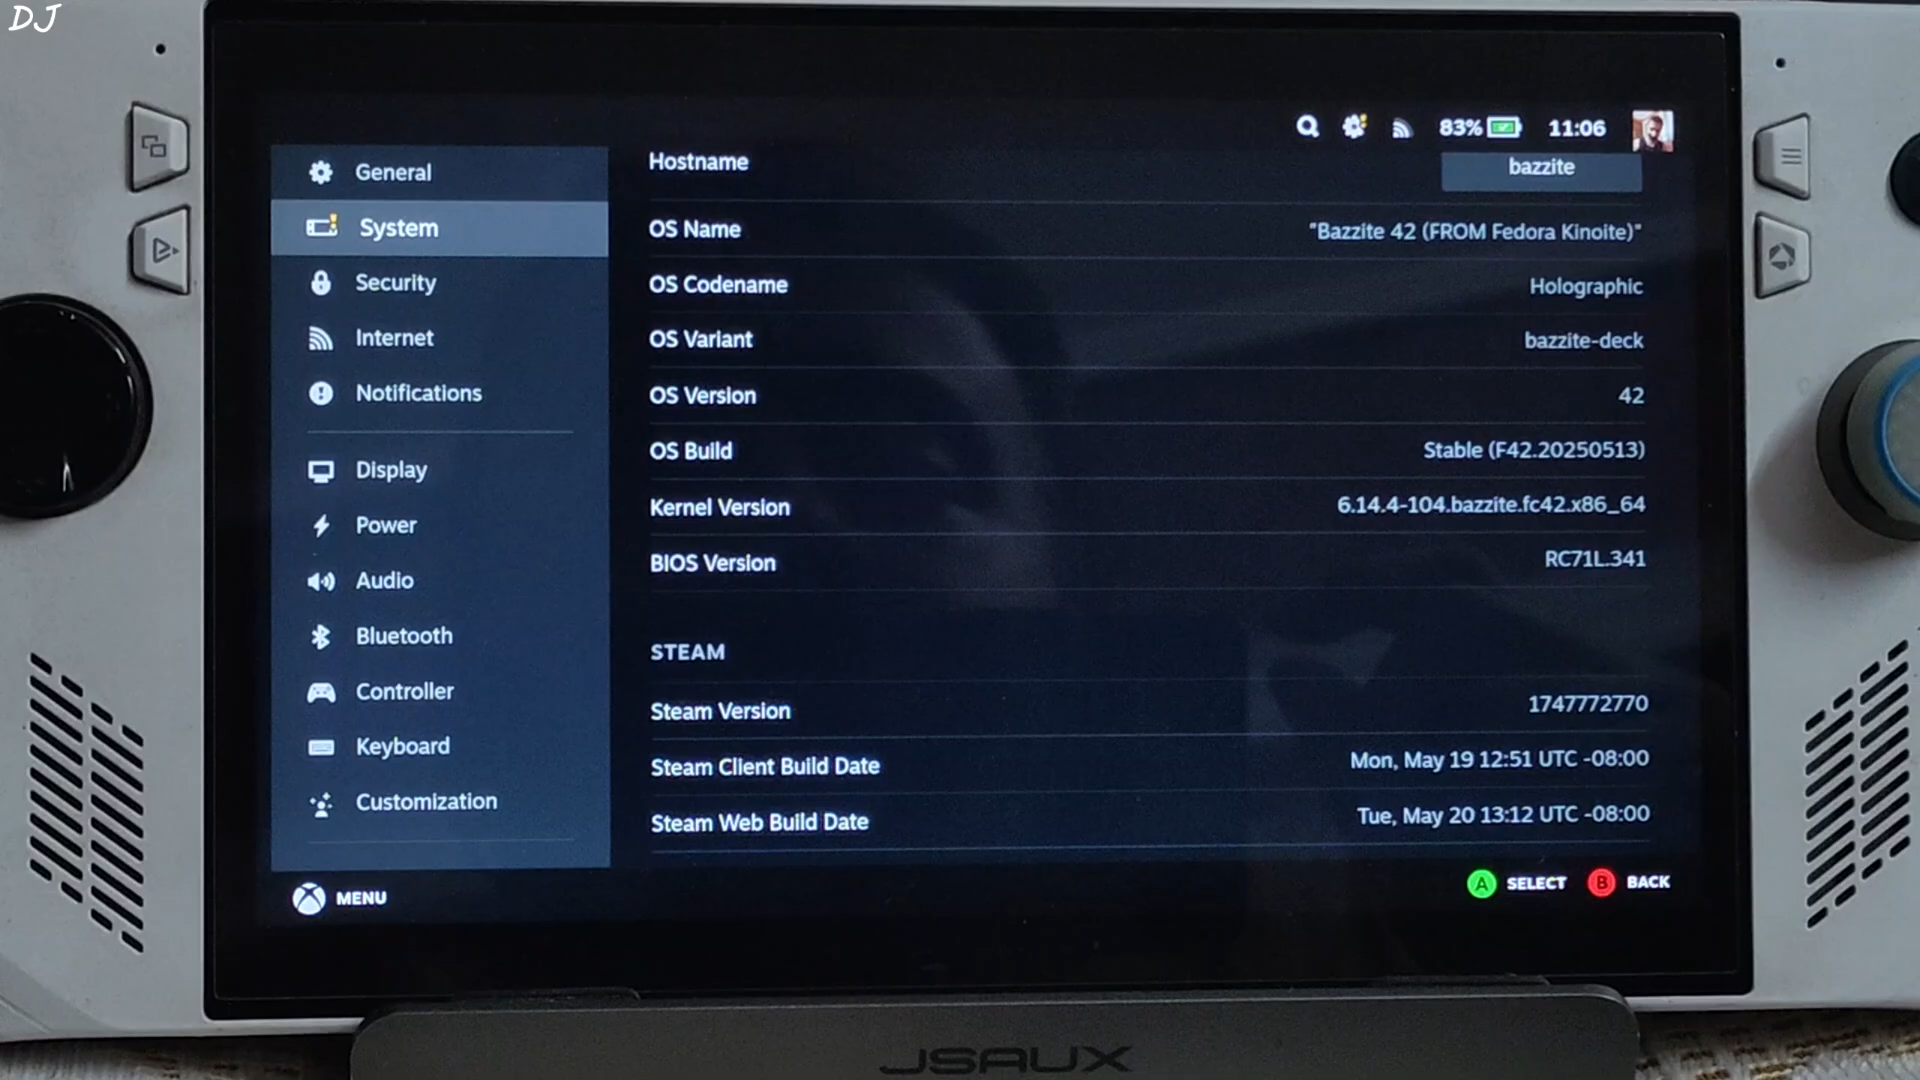 DJ
83% 11:06
General
System
Security
Internet
Notifications
Display
Power
Audio
Bluetooth
Controller
Keyboard
Customization
Hostname bazzite
OS Name "Bazzite 42 (FROM Fedora Kinoite)"
OS Codename Holographic
OS Variant bazzite-deck
OS Version 42
OS Build Stable (F42.20250513)
Kernel Version 6.14.4-104.bazzite.fc42.x86_64
BIOS Version RC71L.341
STEAM
Steam Version 1747772770
Steam Client Build Date Mon, May 19 12:51 UTC -08:00
Steam Web Build Date Tue, May 20 13:12 UTC -08:00
MENU
A SELECT B BACK
JSAUX